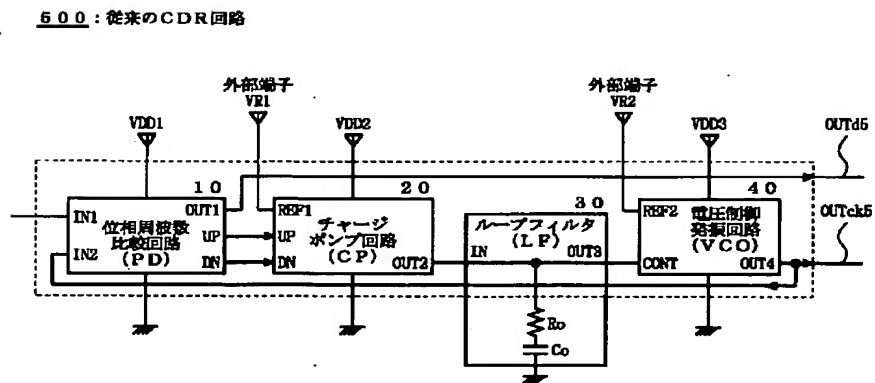 500：従来のCDR回路
外部端子
VR1
外部端子
VR2
VDD1
VDD2
VDD3
OUTd5
10
20
30
40
OUTck5
IN1
IN2
OUT1
位相周波数
比較回路
(PD)
UP
DN
REF1
UP
DN
チャージ
ポンプ回路
(CP)
OUT2
ループフィルタ
(LF)
IN
OUT3
Ro
Co
REF2
電圧制御
発振回路
(VCO)
CONT
OUT4